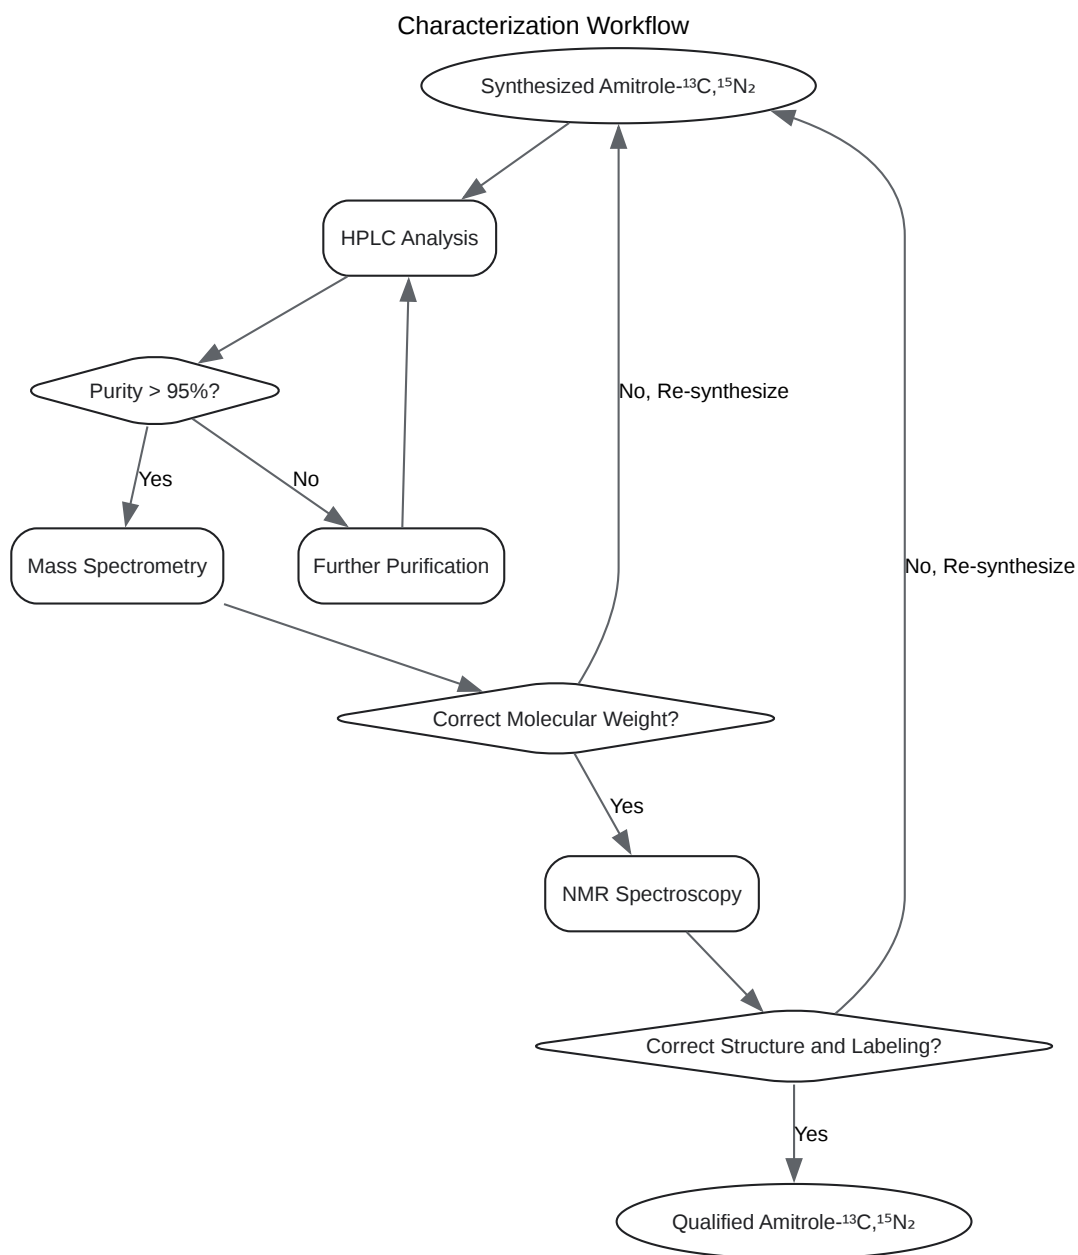 Characterization Workflow
Synthesized Amitrole-¹³C,¹⁵N₂
HPLC Analysis
Purity > 95%?
No, Re-synthesize
Yes
No
Mass Spectrometry
Further Purification
No, Re-synthesize
Correct Molecular Weight?
Yes
NMR Spectroscopy
Correct Structure and Labeling?
Yes
Qualified Amitrole-¹³C,¹⁵N₂